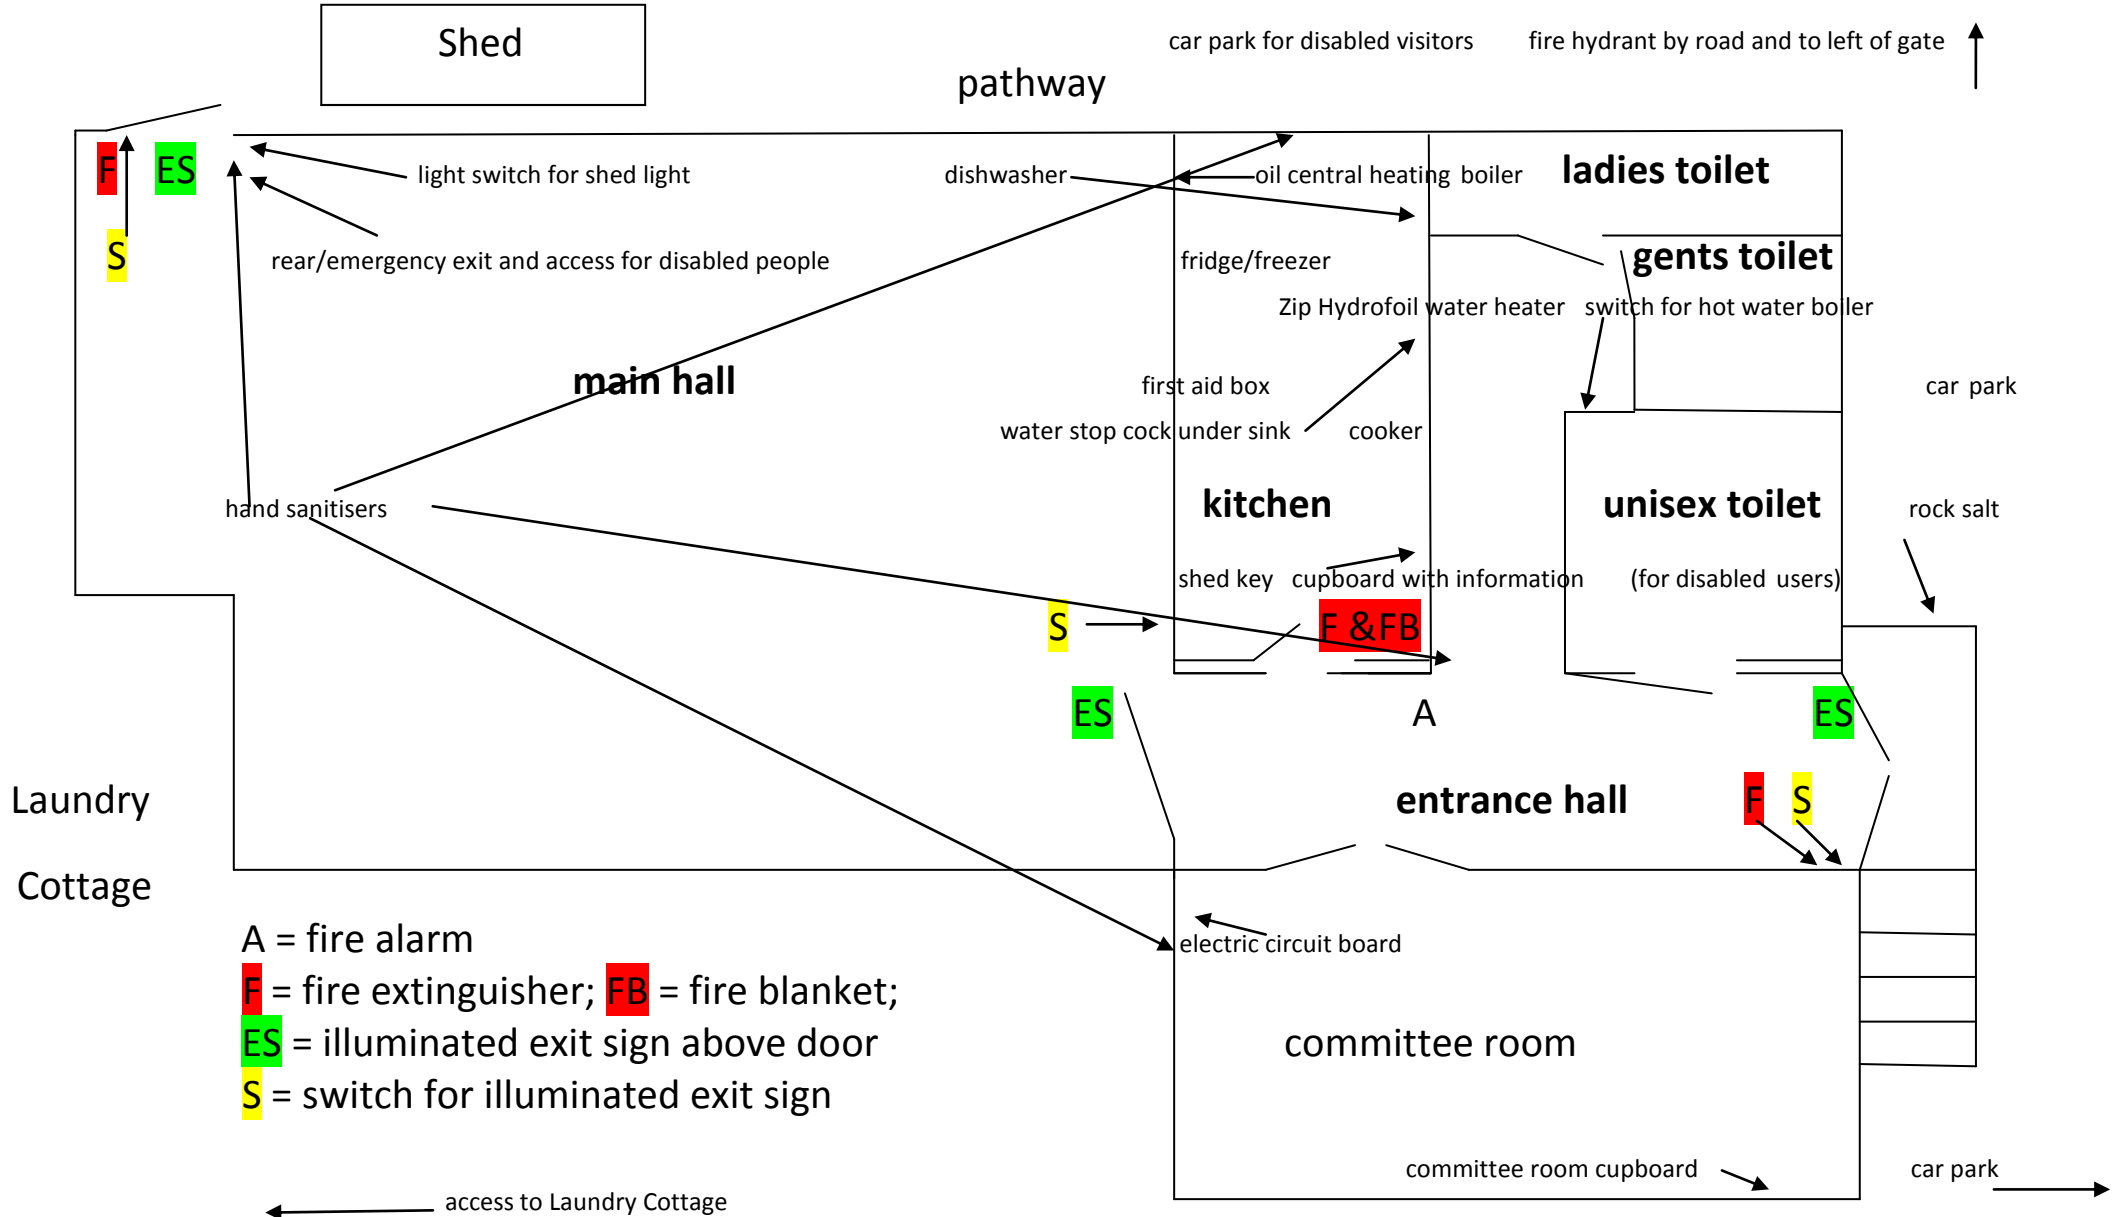 Shed
car park for disabled visitors fire hydrant by road and to left of gate
pathway
F ES light switch for shed light dishwasher oil central heating boiler ladies toilet
S rear/emergency exit and access for disabled people fridge/freezer gents toilet
Zip Hydrofoil water heater switch for hot water boiler
main hall first aid box car park
water stop cock under sink cooker
hand sanitisers kitchen unisex toilet rock salt
shed key cupboard with information (for disabled users)
S F &FB
ES A ES
Laundry entrance hall F S
Cottage
A = fire alarm electric circuit board
F = fire extinguisher; FB = fire blanket;
ES = illuminated exit sign above door committee room
S = switch for illuminated exit sign
committee room cupboard car park
access to Laundry Cottage